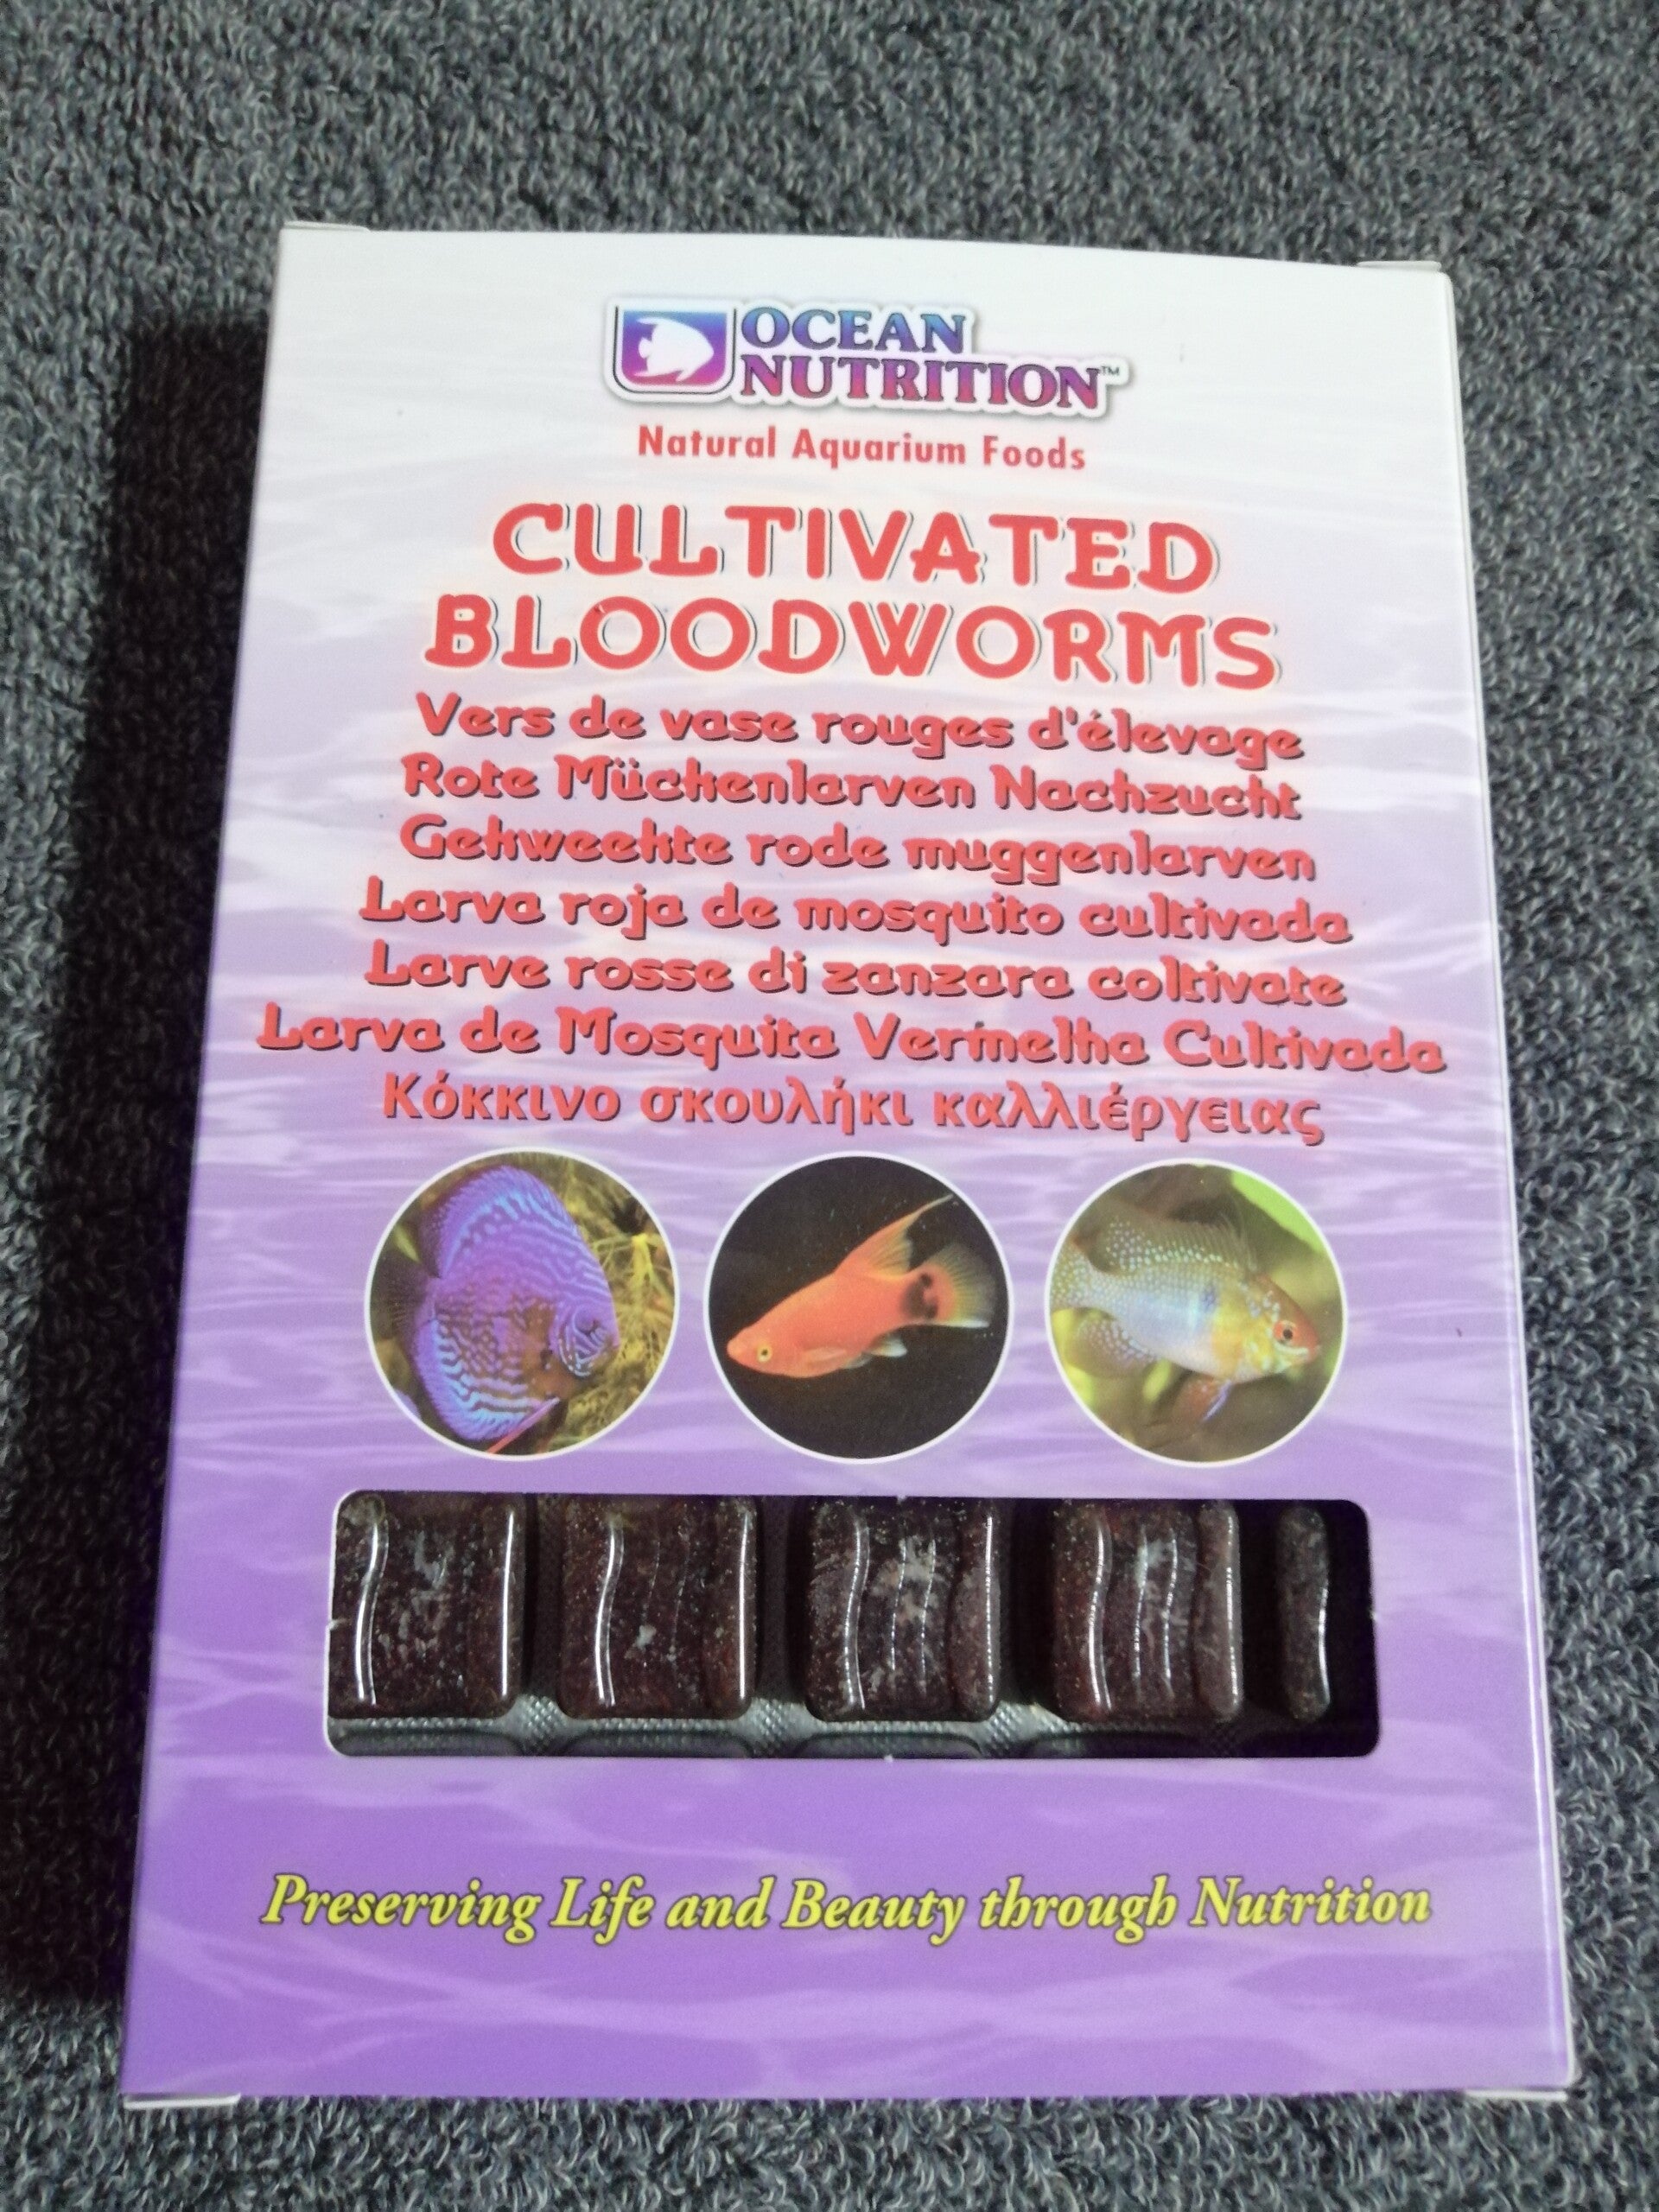 OCEAN
NUTRITION™
Natural Aquarium Foods
CULTIVATED
BLOODWORMS
Vers de vase rouges d'élevage
Rote Mückenlarven Nachzucht
Gekweekte rode muggenlarven
Larva roja de mosquito cultivada
Larve rosse di zanzara coltivate
Larva de Mosquita Vermelha Cultivada
Κόκκινο σκουλήκι καλλιέργειας
Preserving Life and Beauty through Nutrition